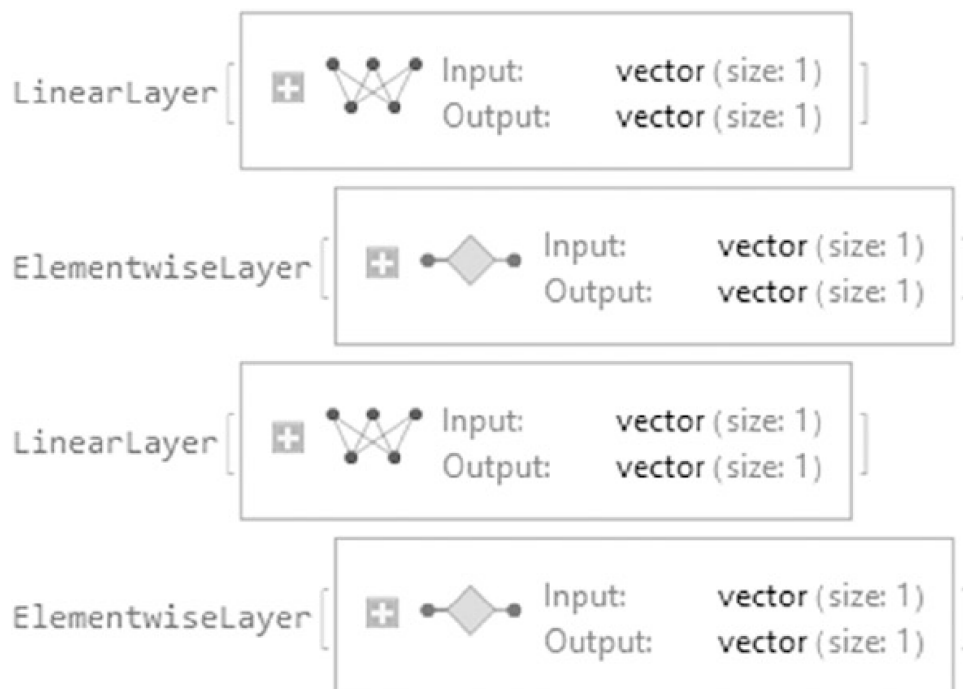 LinearLayer[ Input: vector (size: 1)
Output: vector (size: 1) ]
ElementwiseLayer[ Input: vector (size: 1)
Output: vector (size: 1)
LinearLayer[ Input: vector (size: 1)
Output: vector (size: 1) ]
ElementwiseLayer[ Input: vector (size: 1)
Output: vector (size: 1)